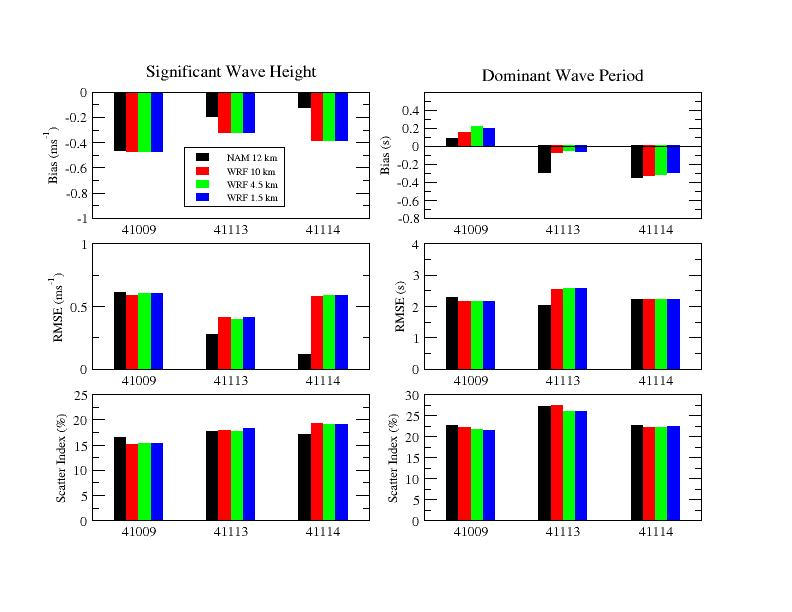 Significant Wave Height
Dominant Wave Period
0
-0.2
-0.4
-0.6
-0.8
-1
Bias (ms-1)
NAM 12 km
WRF 10 km
WRF 4.5 km
WRF 1.5 km
41009 41113 41114
0.4
0.2
0
-0.2
-0.4
-0.6
-0.8
Bias (s)
41009 41113 41114
1
0.5
0
RMSE (ms-1)
41009 41113 41114
4
3
2
1
0
RMSE (s)
41009 41113 41114
25
20
15
10
5
0
Scatter Index (%)
41009 41113 41114
30
25
20
15
10
5
0
Scatter Index (%)
41009 41113 41114